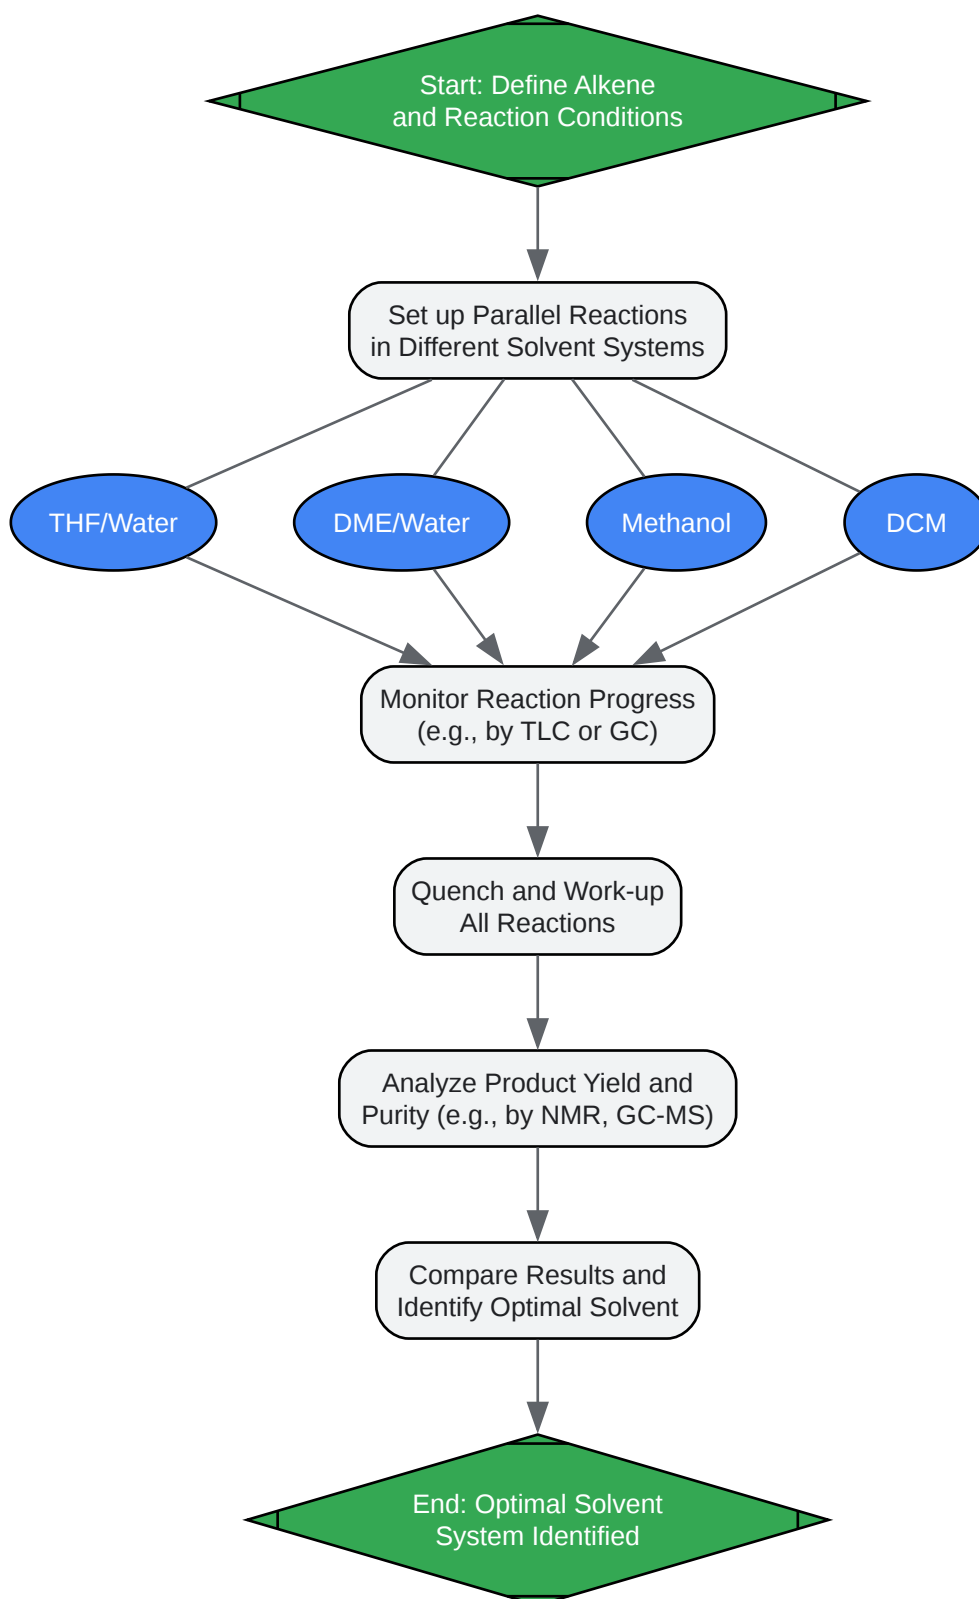 Start: Define Alkene
and Reaction Conditions
Set up Parallel Reactions
in Different Solvent Systems
THF/Water
DME/Water
Methanol
DCM
Monitor Reaction Progress
(e.g., by TLC or GC)
Quench and Work-up
All Reactions
Analyze Product Yield and
Purity (e.g., by NMR, GC-MS)
Compare Results and
Identify Optimal Solvent
End: Optimal Solvent
System Identified